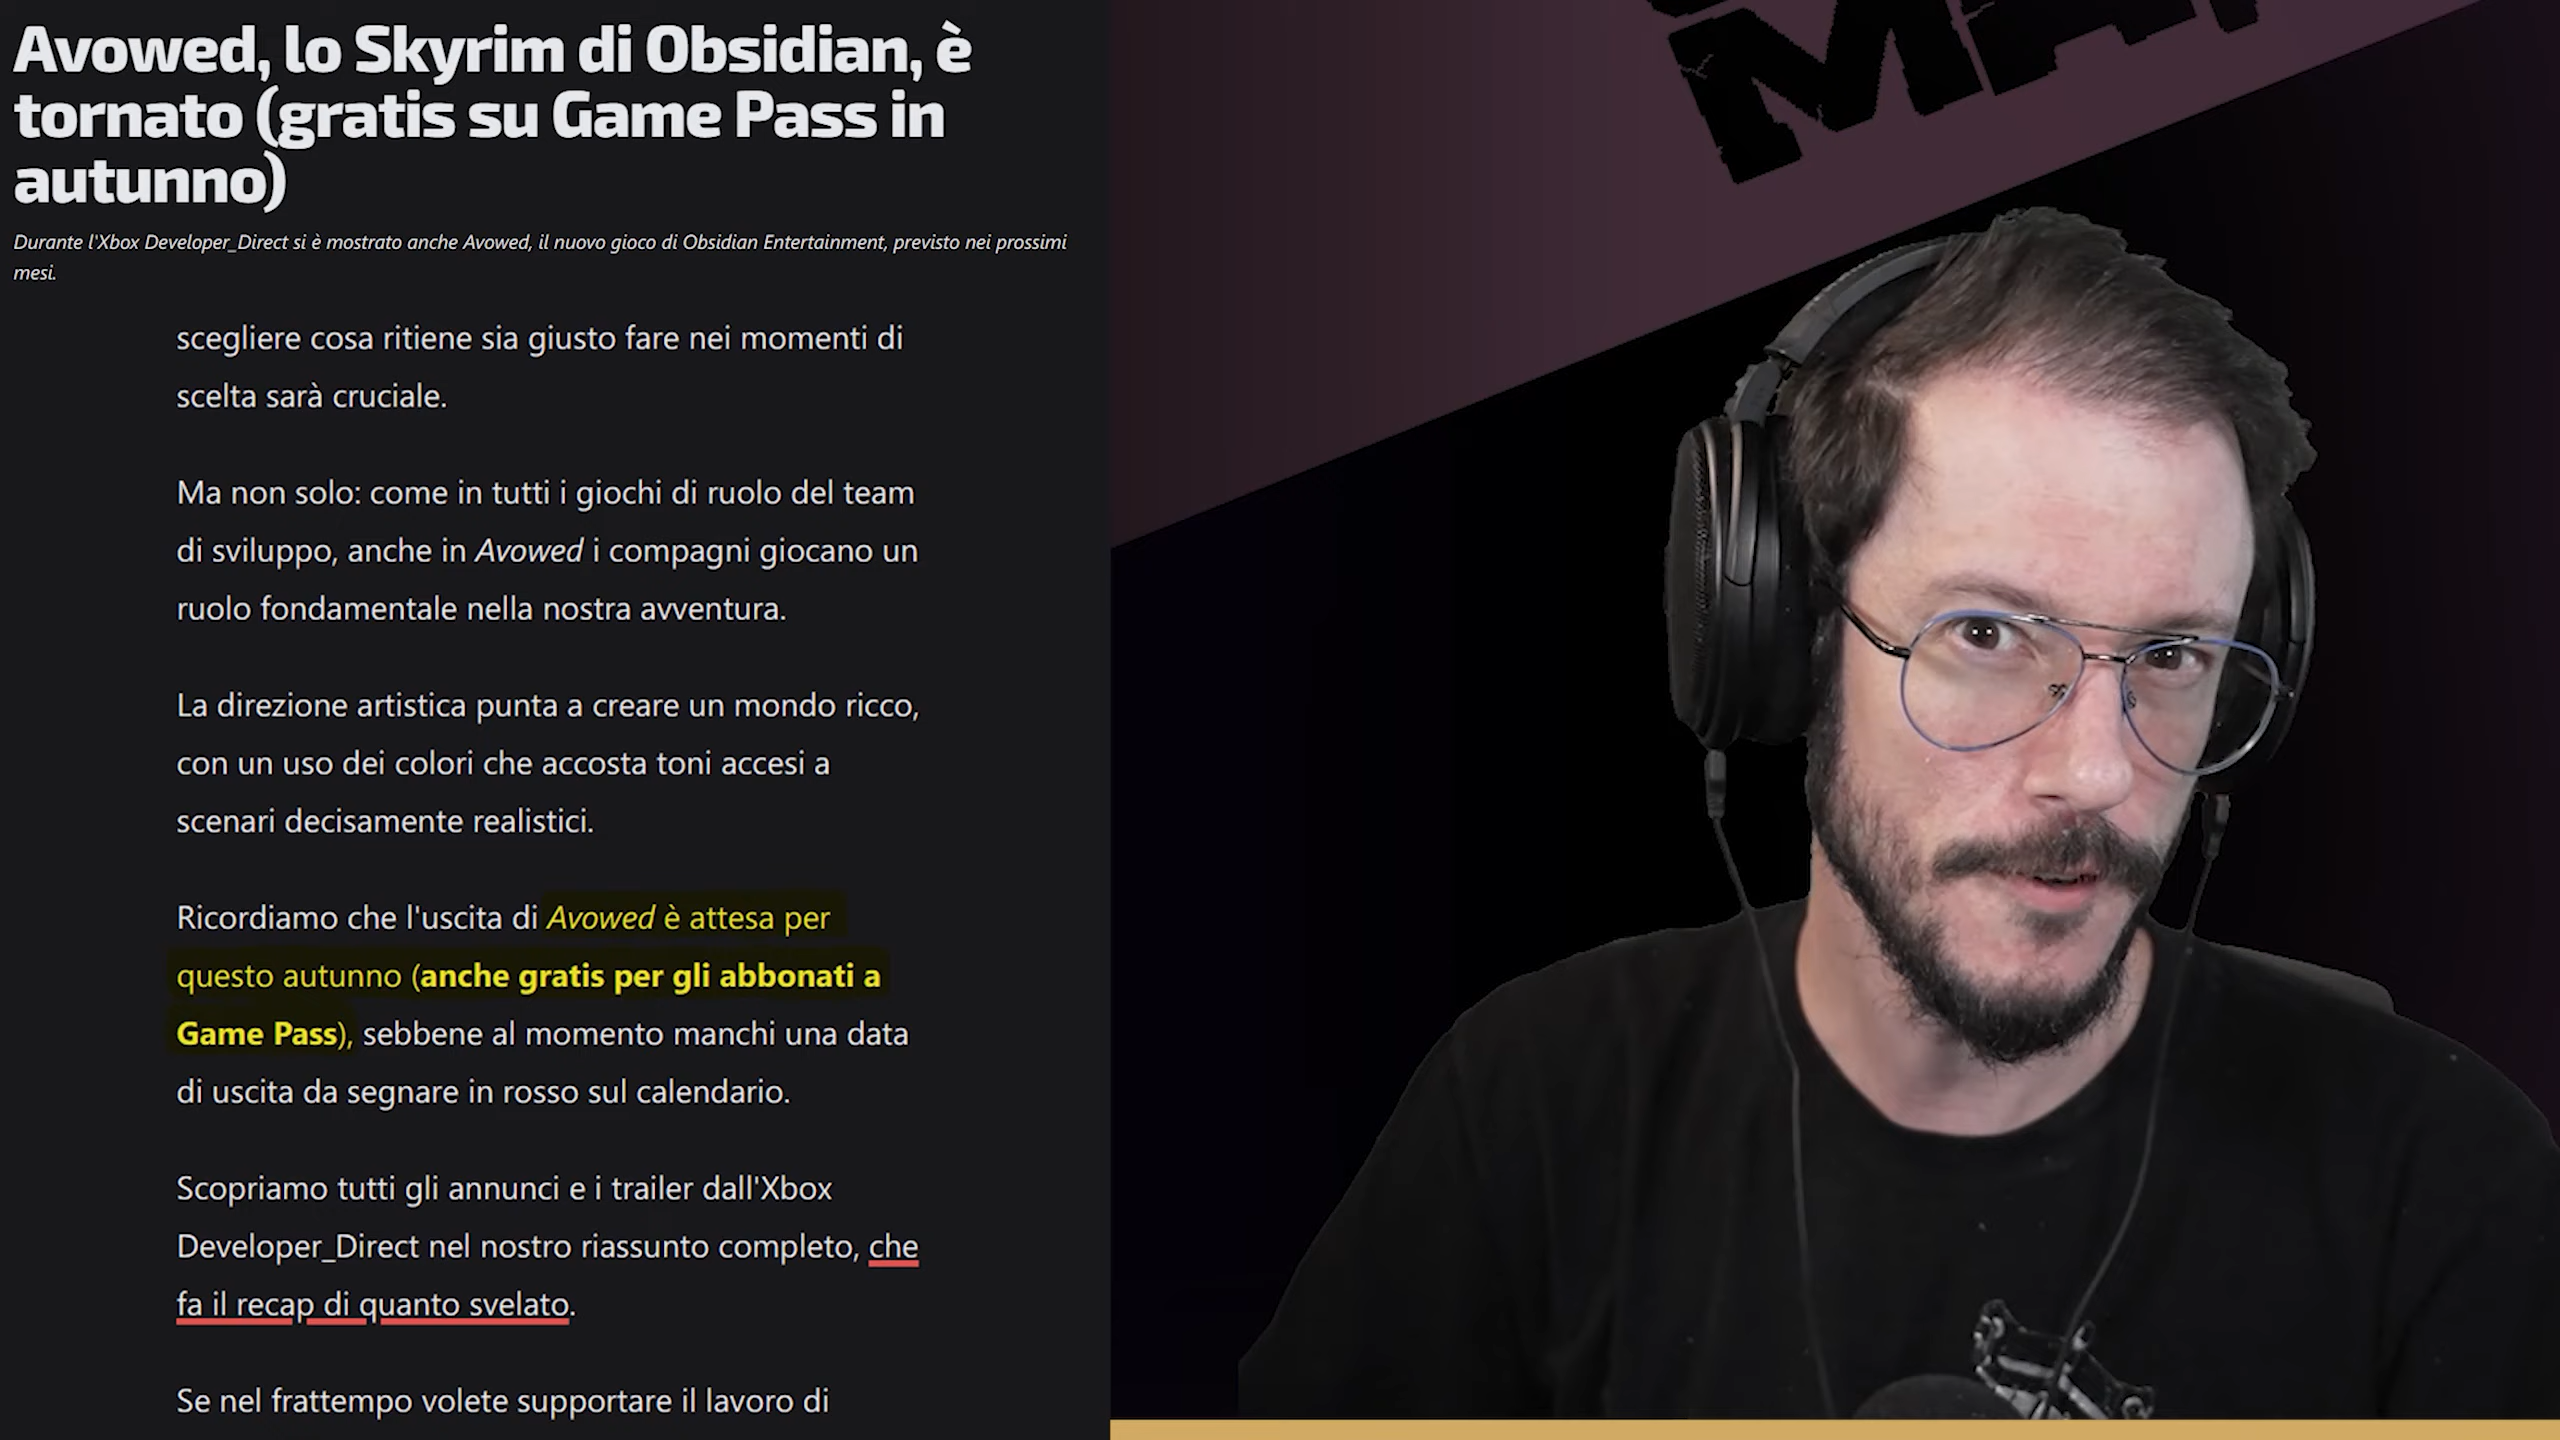 Avowed, lo Skyrim di Obsidian, è
tornato (gratis su Game Pass in
autunno)
Durante l'Xbox Developer_Direct si è mostrato anche Avowed, il nuovo gioco di Obsidian Entertainment, previsto nei prossimi
mesi.
scegliere cosa ritiene sia giusto fare nei momenti di
scelta sarà cruciale.
Ma non solo: come in tutti i giochi di ruolo del team
di sviluppo, anche in Avowed i compagni giocano un
ruolo fondamentale nella nostra avventura.
La direzione artistica punta a creare un mondo ricco,
con un uso dei colori che accosta toni accesi a
scenari decisamente realistici.
Ricordiamo che l'uscita di Avowed è attesa per
questo autunno (anche gratis per gli abbonati a
Game Pass), sebbene al momento manchi una data
di uscita da segnare in rosso sul calendario.
Scopriamo tutti gli annunci e i trailer dall'Xbox
Developer_Direct nel nostro riassunto completo, che
fa il recap di quanto svelato.
Se nel frattempo volete supportare il lavoro di